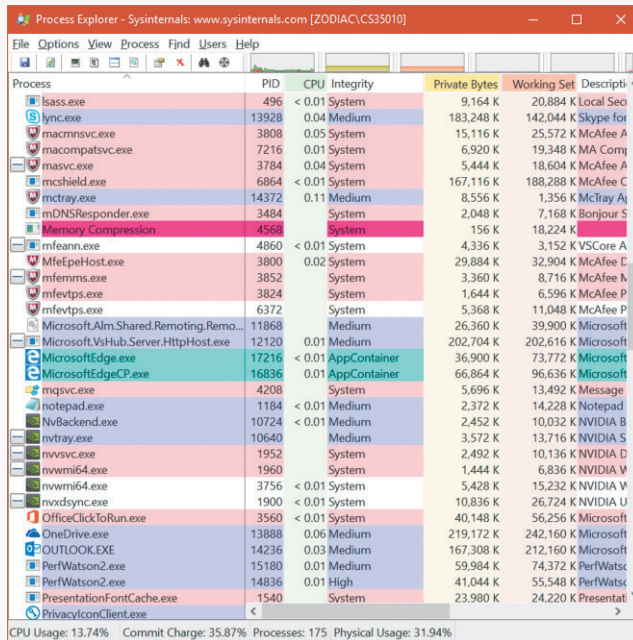 Process Explorer - Sysinternals: www.sysinternals.com [ZODIAC\CS35010]
File Options View Process Find Users Help
Process PID CPU Integrity Private Bytes Working Set Descripti
lsass.exe 496 < 0.01 System 9,164 K 20,884 K Local Secu
lync.exe 13928 0.04 Medium 183,248 K 142,044 K Skype for
macmnsvc.exe 3808 0.05 System 15,116 K 25,572 K McAfee A
macompatsvc.exe 7216 0.01 System 6,920 K 19,348 K MA Comp
masvc.exe 3784 0.04 System 5,444 K 18,604 K McAfee A
mcshield.exe 6864 < 0.01 System 167,116 K 188,288 K McAfee C
mctray.exe 14372 0.11 Medium 8,556 K 1,356 K McTray Ap
mDNSResponder.exe 3484 System 2,048 K 7,168 K Bonjour S
Memory Compression 4568 System 156 K 18,224 K
mfeann.exe 4860 < 0.01 System 4,336 K 3,152 K VSCore A
MfeEpeHost.exe 3800 0.02 System 29,884 K 32,904 K McAfee D
mfemms.exe 3852 System 3,360 K 8,716 K McAfee M
mfevtps.exe 3824 System 1,644 K 6,596 K McAfee P
mfevtps.exe 6372 System 5,368 K 11,048 K McAfee P
Microsoft.Alm.Shared.Remoting.Remo... 11868 Medium 26,360 K 39,900 K Microsoft
Microsoft.VsHub.Server.HttpHost.exe 12120 0.01 Medium 202,704 K 202,616 K Microsoft
MicrosoftEdge.exe 17216 < 0.01 AppContainer 36,900 K 73,772 K Microsoft
MicrosoftEdgeCP.exe 16836 0.01 AppContainer 66,864 K 96,636 K Microsoft
mqsvc.exe 4208 System 5,696 K 13,492 K Message
notepad.exe 1184 < 0.01 Medium 2,372 K 14,228 K Notepad
NvBackend.exe 10724 < 0.01 Medium 2,452 K 10,032 K NVIDIA B
nvtray.exe 10640 Medium 3,572 K 13,716 K NVIDIA S
nvvsvc.exe 1952 System 2,492 K 10,136 K NVIDIA D
nvwmi64.exe 1960 System 1,444 K 6,836 K NVIDIA W
nvwmi64.exe 3756 < 0.01 System 5,428 K 15,232 K NVIDIA W
nvxdsync.exe 1900 < 0.01 System 10,836 K 26,724 K NVIDIA U
OfficeClickToRun.exe 3560 < 0.01 System 40,148 K 56,256 K Microsoft
OneDrive.exe 13888 0.06 Medium 219,172 K 242,160 K Microsoft
OUTLOOK.EXE 14236 0.03 Medium 167,308 K 212,160 K Microsoft
PerfWatson2.exe 15180 0.01 Medium 59,984 K 74,372 K PerfWatso
PerfWatson2.exe 14836 0.01 High 41,044 K 55,548 K PerfWatso
PresentationFontCache.exe 1540 System 23,980 K 24,220 K Presentati
PrivacyIconClient.exe
CPU Usage: 13.74% Commit Charge: 35.87% Processes: 175 Physical Usage: 31.94%